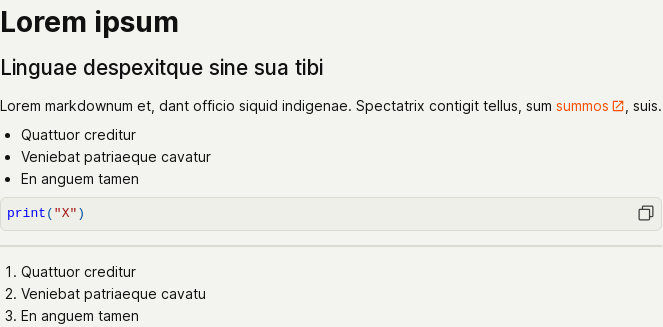 Lorem ipsum
Linguae despexitque sine sua tibi
Lorem markdownum et, dant officio siquid indigenae. Spectatrix contigit tellus, sum summos, suis.
• Quattuor creditur
• Veniebat patriaeque cavatur
• En anguem tamen
print("X")
1. Quattuor creditur
2. Veniebat patriaeque cavatu
3. En anguem tamen